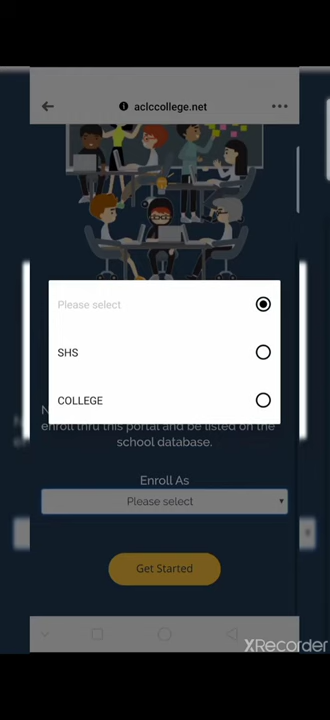 aclccollege.net
Please select
SHS
COLLEGE
enroll thru this portal and be listed on the
school database.
Enroll As
Please select
Get Started
XRecorder